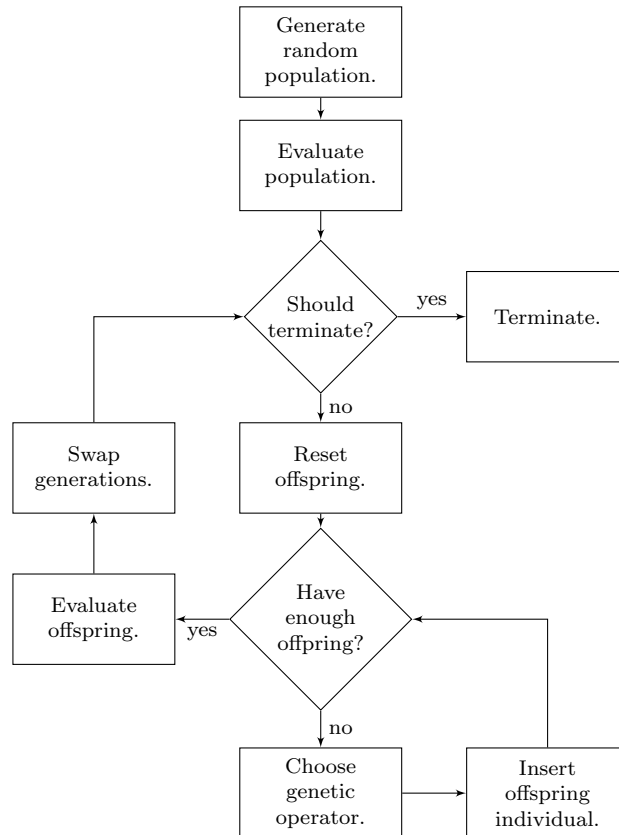 Generate
random
population.
Evaluate
population.
Should
terminate?
yes
Terminate.
no
Swap
generations.
Reset
offspring.
Evaluate
offspring.
yes
Have
enough
offpring?
no
Choose
genetic
operator.
Insert
offspring
individual.